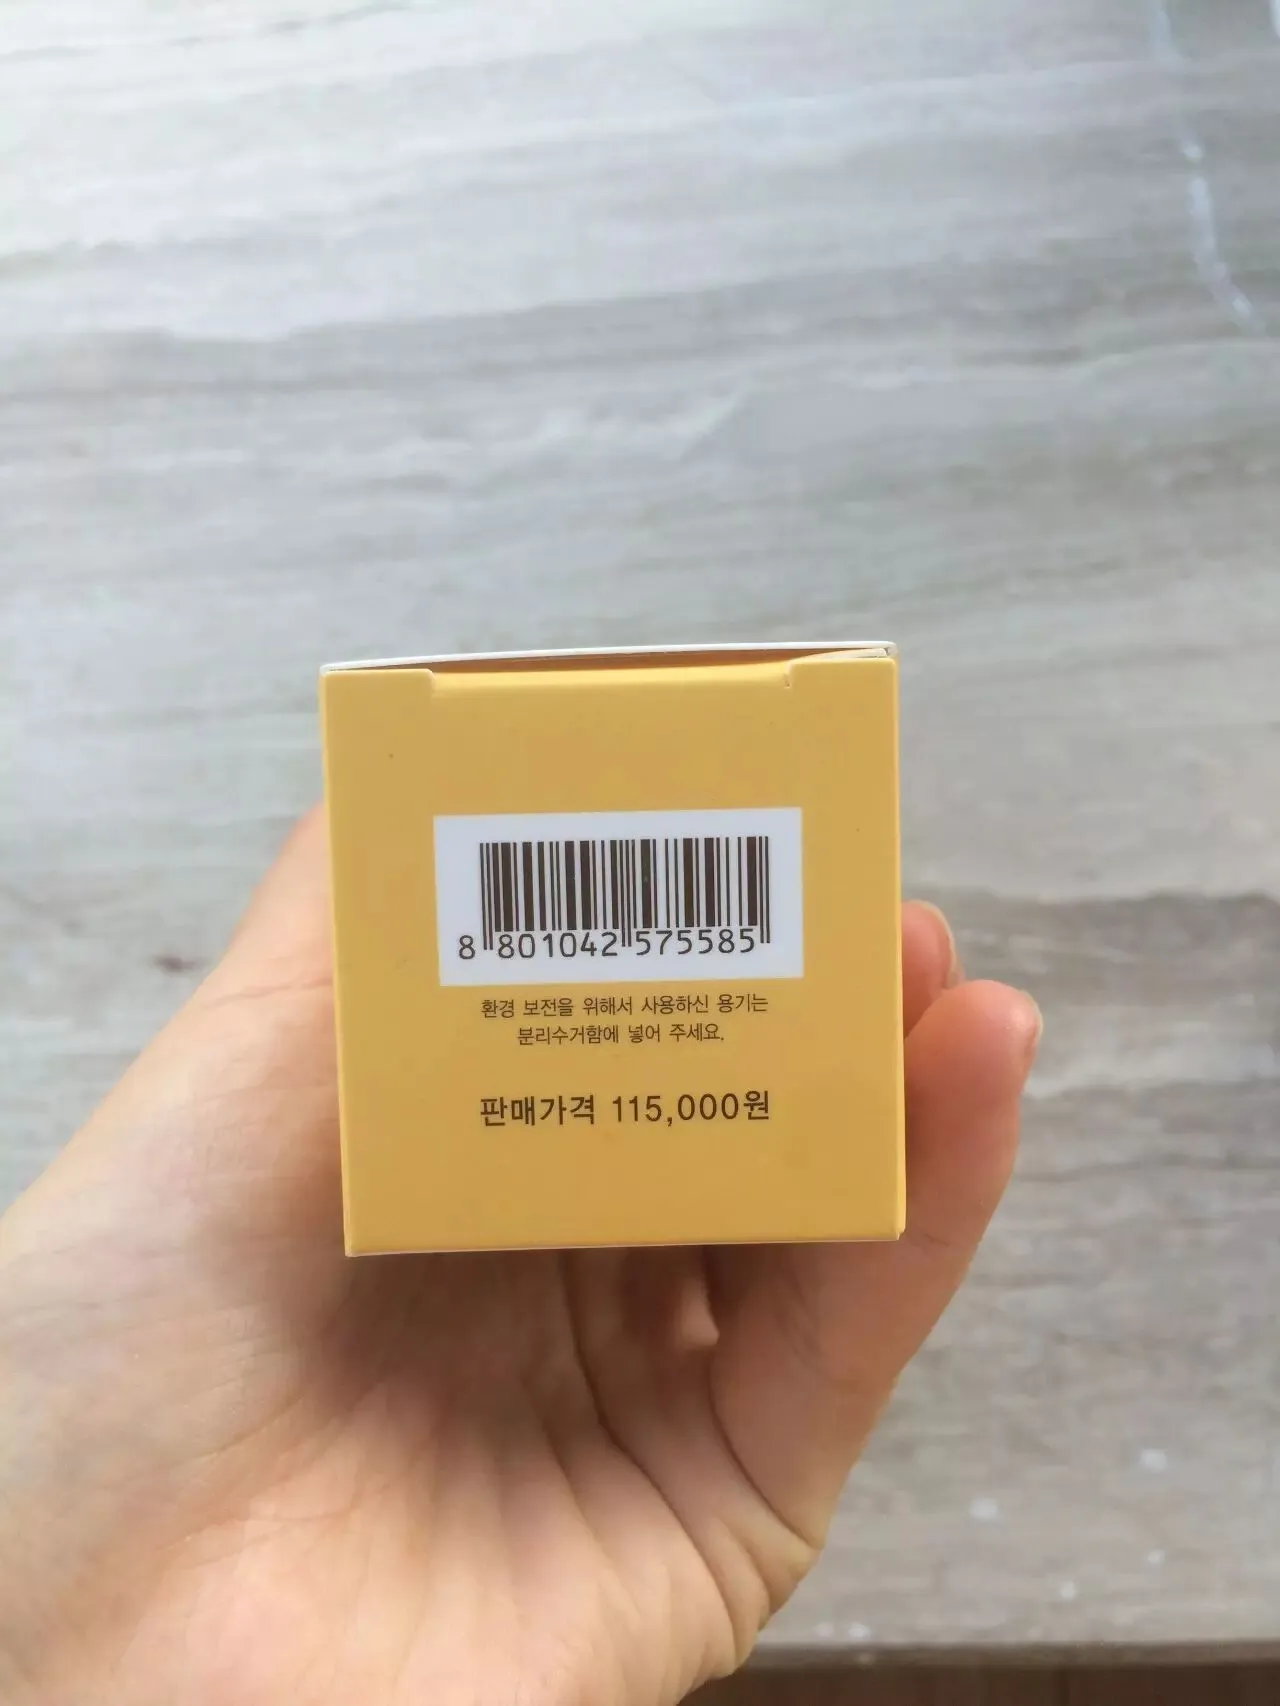 8 801042 575585
환경 보전을 위해서 사용하신 용기는
분리수거함에 넣어 주세요.
판매가격 115,000원